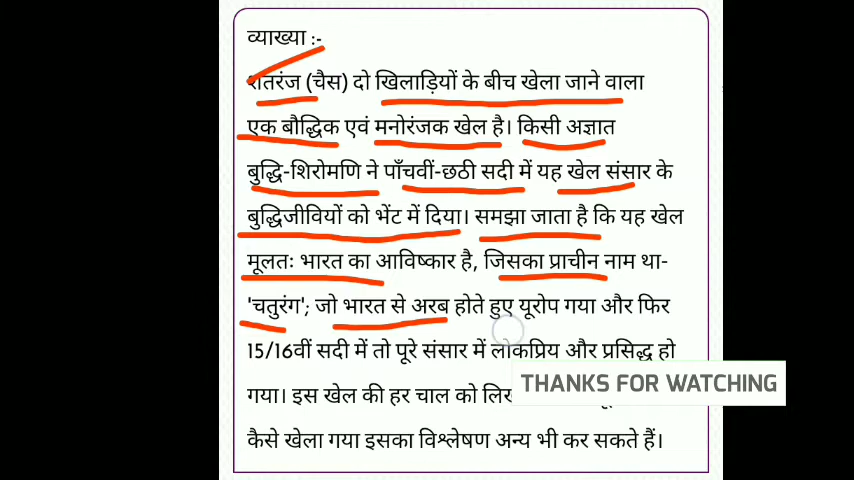 व्याख्या :-
शतरंज (चैस) दो खिलाड़ियों के बीच खेला जाने वाला
एक बौद्धिक एवं मनोरंजक खेल है। किसी अज्ञात
बुद्धि-शिरोमणि ने पाँचवीं-छठी सदी में यह खेल संसार के
बुद्धिजीवियों को भेंट में दिया। समझा जाता है कि यह खेल
मूलतः भारत का आविष्कार है, जिसका प्राचीन नाम था-
'चतुरंग'; जो भारत से अरब होते हुए यूरोप गया और फिर
15/16वीं सदी में तो पूरे संसार में लोकप्रिय और प्रसिद्ध हो
गया। इस खेल की हर चाल को
THANKS FOR WATCHING
कैसे खेला गया इसका विश्लेषण अन्य भी कर सकते हैं।